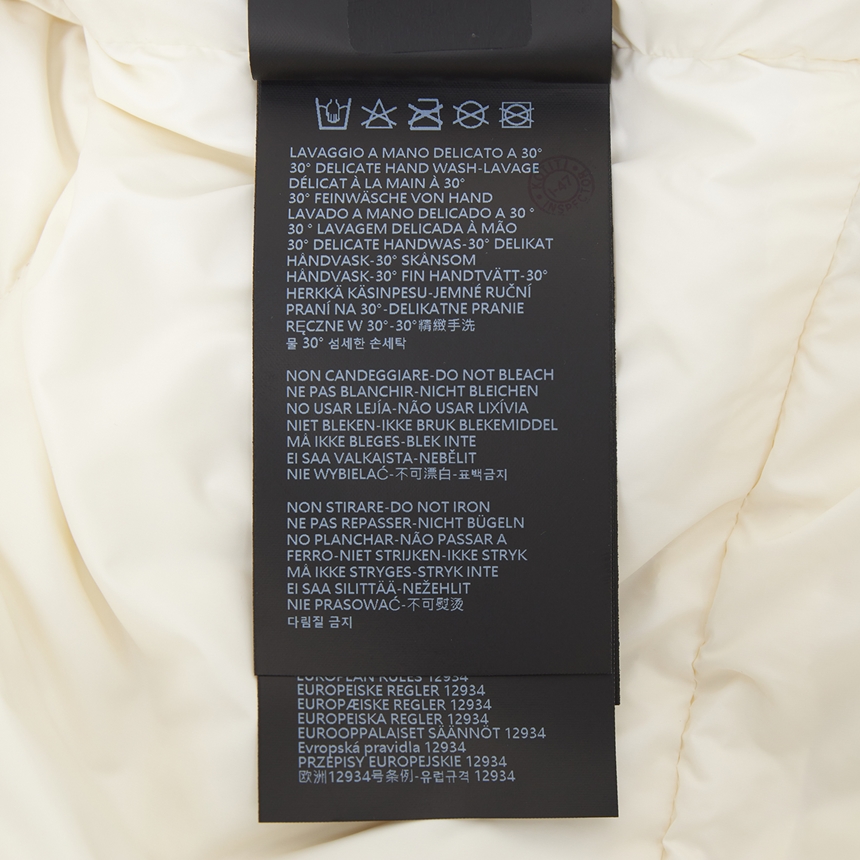 LAVAGGIO A MANO DELICATO A 30°
30° DELICATE HAND WASH-LAVAGE
DÉLICAT À LA MAIN À 30°
30° FEINWÄSCHE VON HAND
LAVADO A MANO DELICADO A 30 °
30 ° LAVAGEM DELICADA À MÃO
30° DELICATE HANDWAS-30° DELIKAT
HÅNDVASK-30° SKÅNSOM
HÅNDVASK-30° FIN HANDTVÄTT-30°
HERKKÄ KÄSINPESU-JEMNÉ RUČNÍ
PRANÍ NA 30°-DELIKATNE PRANIE
RĘCZNE W 30°-30°精緻手洗
물 30° 섬세한 손세탁
NON CANDEGGIARE-DO NOT BLEACH
NE PAS BLANCHIR-NICHT BLEICHEN
NO USAR LEJÍA-NÃO USAR LIXÍVIA
NIET BLEKEN-IKKE BRUK BLEKEMIDDEL
MÅ IKKE BLEGES-BLEK INTE
EI SAA VALKAISTA-NEBĚLIT
NIE WYBIELAĆ-不可漂白-표백금지
NON STIRARE-DO NOT IRON
NE PAS REPASSER-NICHT BÜGELN
NO PLANCHAR-NÃO PASSAR A
FERRO-NIET STRIJKEN-IKKE STRYK
MÅ IKKE STRYGES-STRYK INTE
EI SAA SILITTÄÄ-NEŽEHLIT
NIE PRASOWAĆ-不可熨烫
다림질 금지
EUROPEAN RULES 12934
EUROPEISKE REGLER 12934
EUROPÆISKE REGLER 12934
EUROPEISKA REGLER 12934
EUROOPPALAISET SÄÄNNÖT 12934
Evropská pravidla 12934
PRZEPISY EUROPEJSKIE 12934
欧洲12934号条例-유럽규격 12934